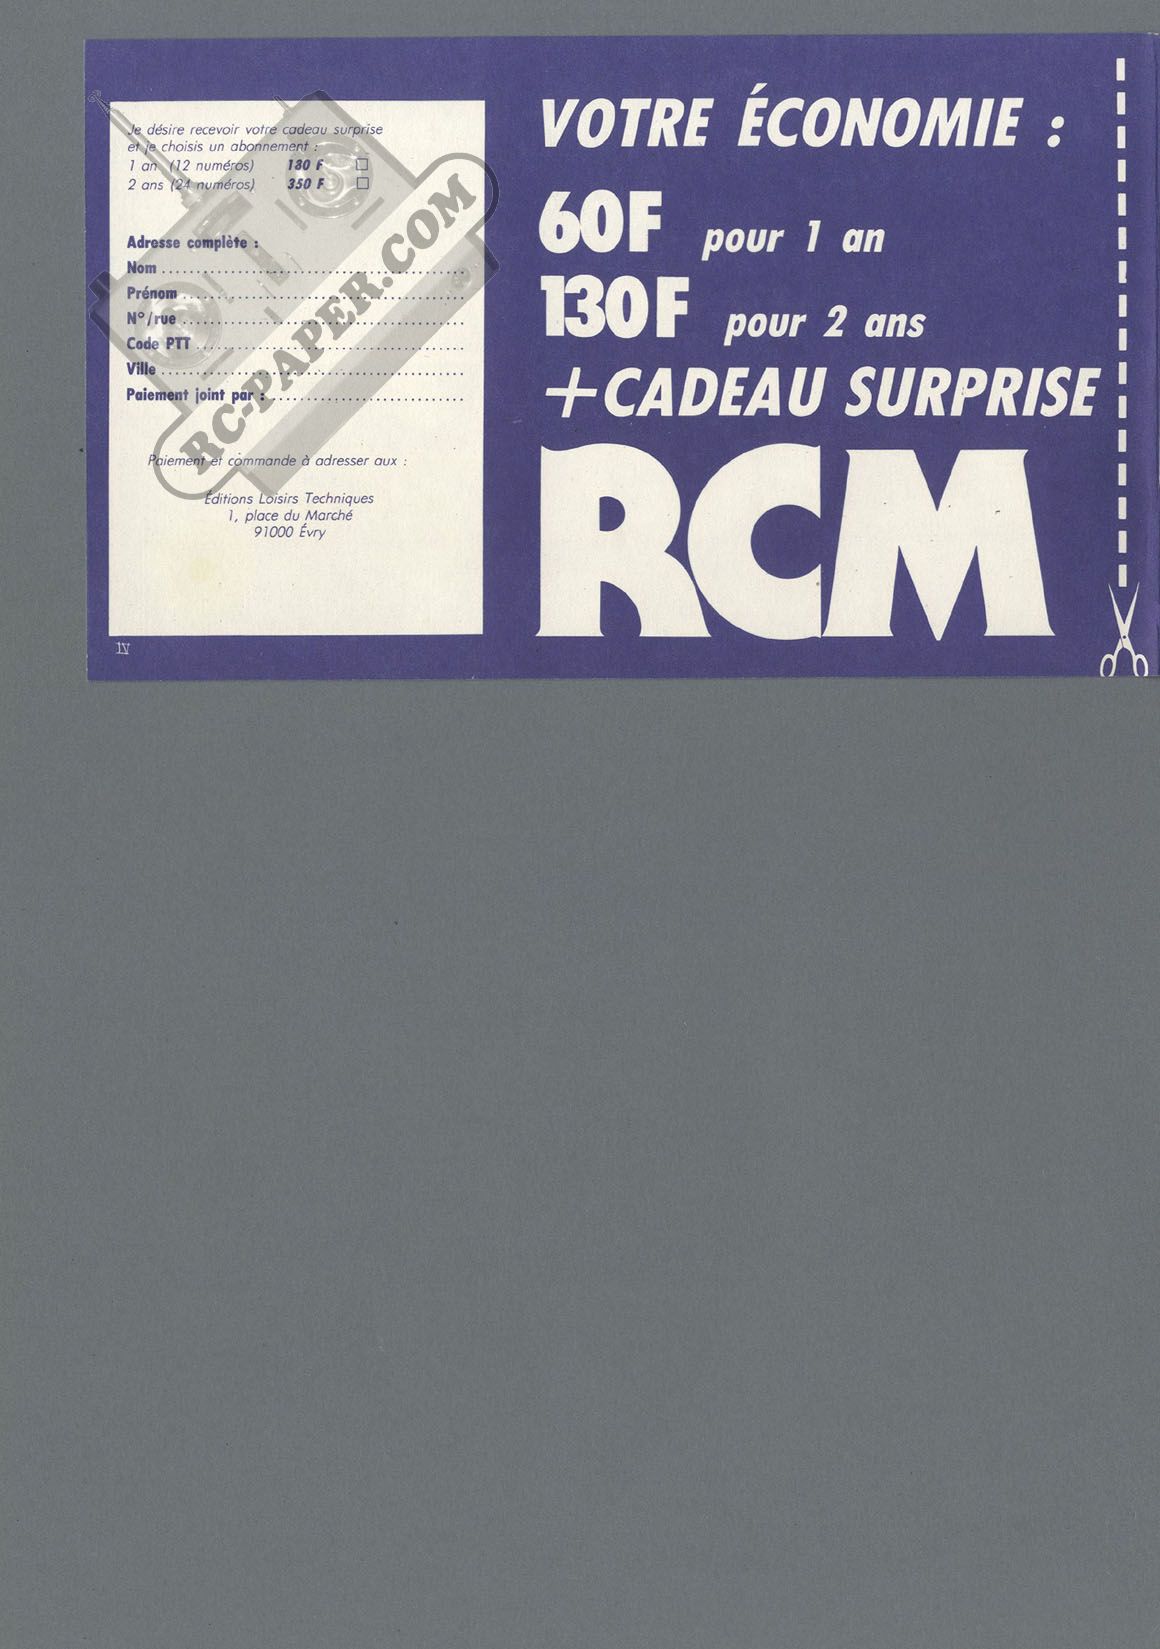 Je désire recevoir votre cadeau surprise
et je choisis un abonnement :
1 an (12 numéros) 180 F □
2 ans (24 numéros) 350 F □
Adresse complète :
Nom
Prénom
N°/rue
Code PTT
Ville
Paiement joint par :
Paiement et commande à adresser aux :
Éditions Loisirs Techniques
1, place du Marché
91000 Évry
IV
RC-PAPER.COM
VOTRE ÉCONOMIE :
60F pour 1 an
130F pour 2 ans
+CADEAU SURPRISE
RCM